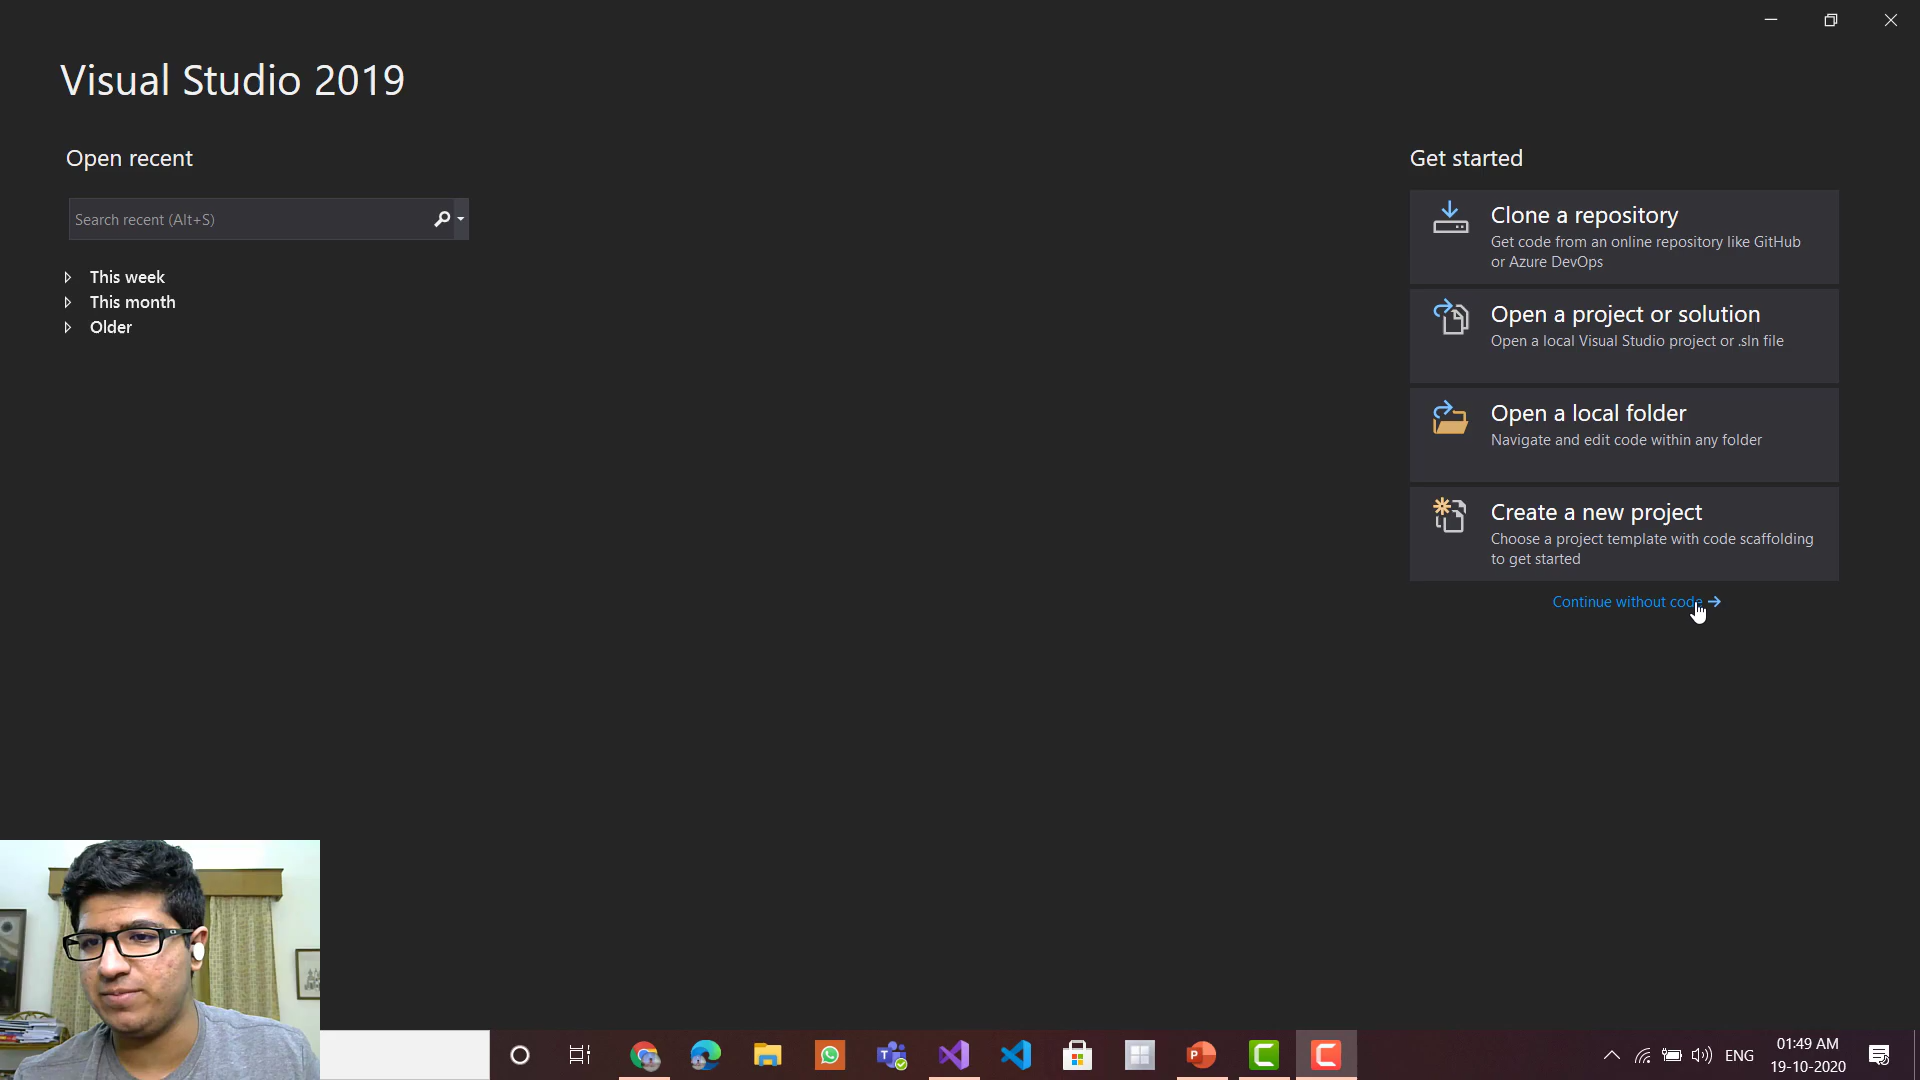 Visual Studio 2019
Open recent
Search recent (Alt+S)
This week
This month
Older
Get started
Clone a repository
Get code from an online repository like GitHub
or Azure DevOps
Open a project or solution
Open a local Visual Studio project or .sln file
Open a local folder
Navigate and edit code within any folder
Create a new project
Choose a project template with code scaffolding
to get started
Continue without code
ENG
01:49 AM
19-10-2020